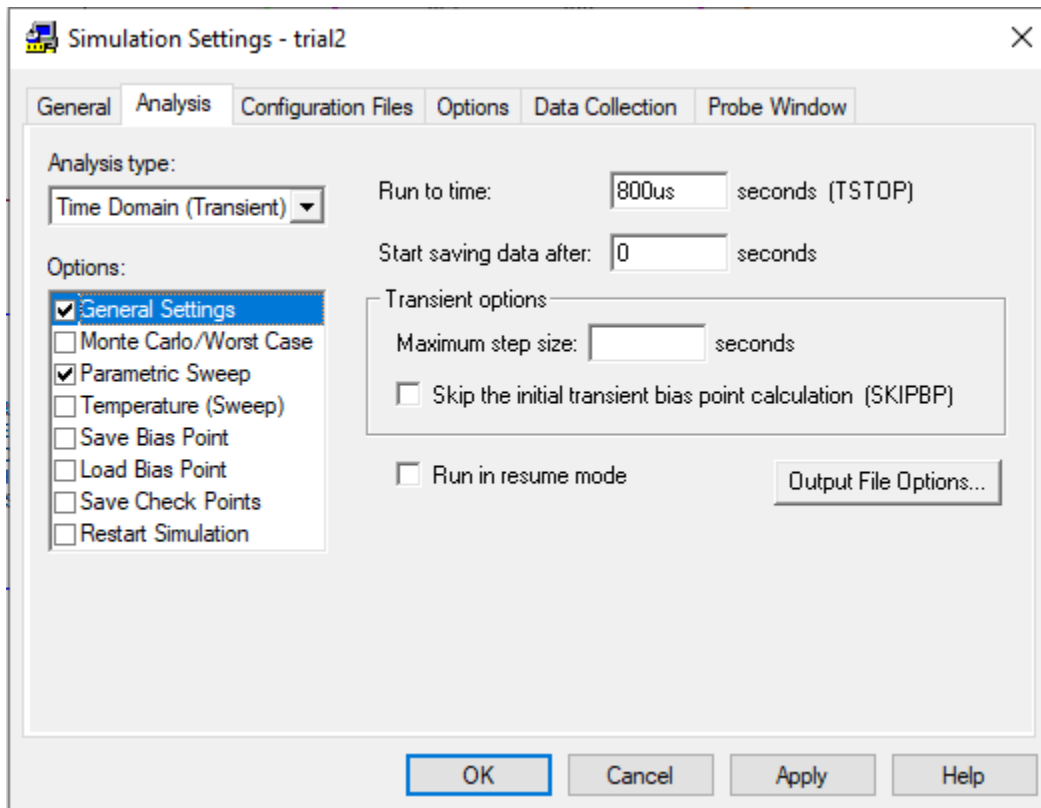 Simulation Settings - trial2
General
Analysis
Configuration Files
Options
Data Collection
Probe Window
Analysis type:
Time Domain (Transient)
Options:
General Settings
Monte Carlo/Worst Case
Parametric Sweep
Temperature (Sweep)
Save Bias Point
Load Bias Point
Save Check Points
Restart Simulation
Run to time: 800us seconds (TSTOP)
Start saving data after: 0 seconds
Transient options
Maximum step size: seconds
Skip the initial transient bias point calculation (SKIPBP)
Run in resume mode
Output File Options...
OK
Cancel
Apply
Help